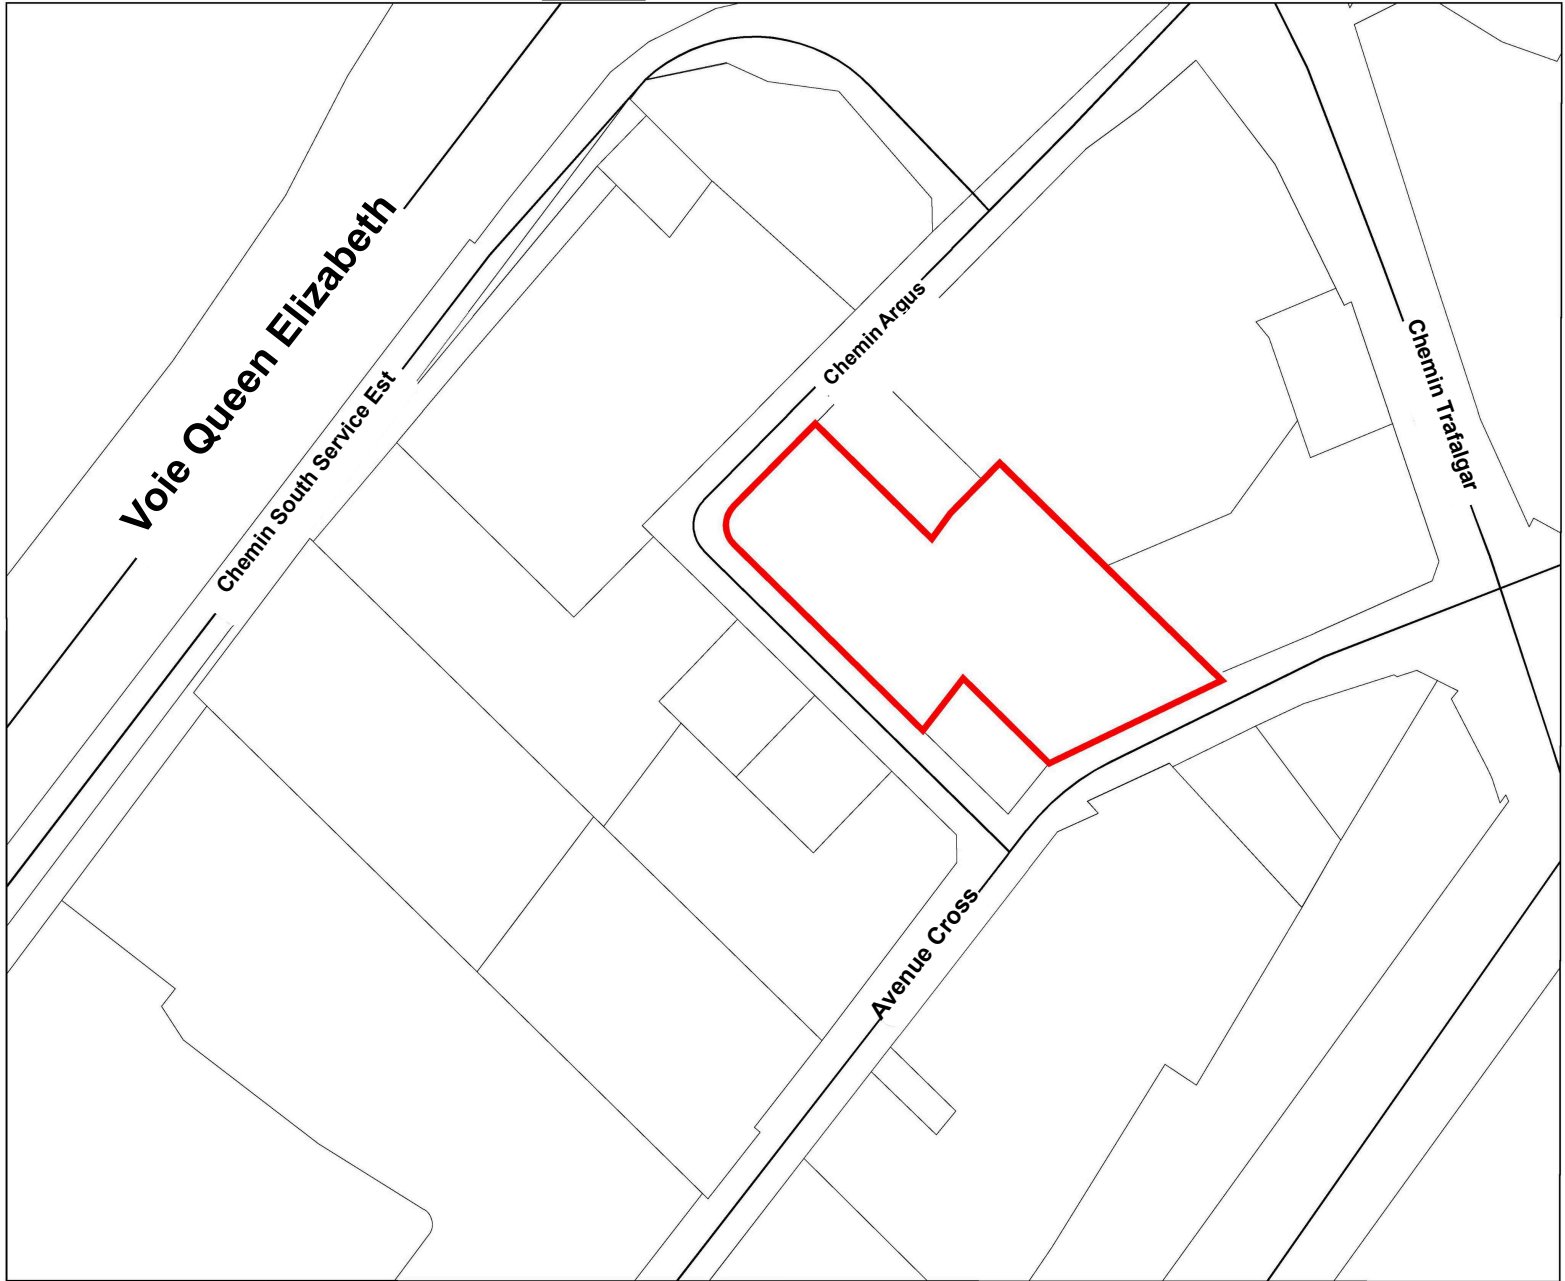 Voie Queen Elizabeth
Chemin South Service Est
Chemin Argus
Chemin Trafalgar
Avenue Cross